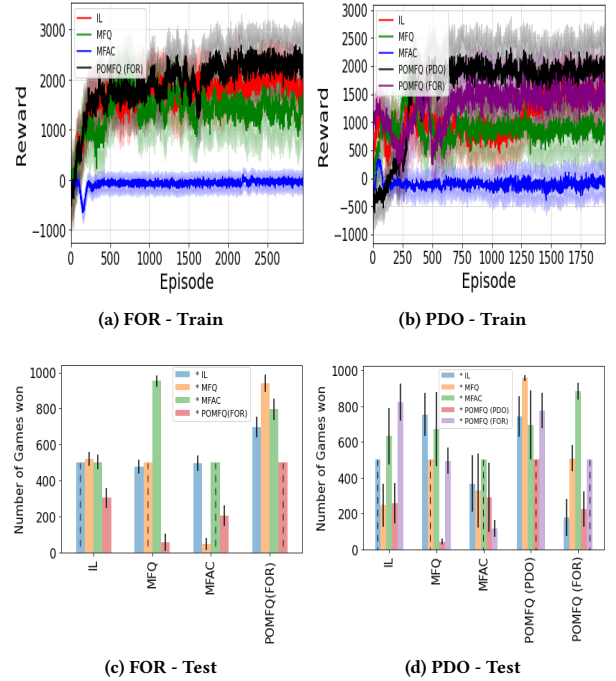 3000
2000
1000
0
−1000
Reward
IL
MFQ
MFAC
POMFQ (FOR)
0 500 1000 1500 2000 2500
Episode
(a) FOR - Train
3000
2500
2000
1500
1000
500
0
−500
−1000
Reward
IL
MFQ
MFAC
POMFQ (PDO)
POMFQ (FOR)
0 250 500 750 1000 1250 1500 1750
Episode
(b) PDO - Train
1000
800
600
400
200
0
Number of Games won
* IL
* MFQ
* MFAC
* POMFQ(FOR)
IL
MFQ
MFAC
POMFQ(FOR)
(c) FOR - Test
1000
800
600
400
200
0
Number of Games won
* IL
* MFQ
* MFAC
* POMFQ (PDO)
* POMFQ (FOR)
IL
MFQ
MFAC
POMFQ (PDO)
POMFQ (FOR)
(d) PDO - Test